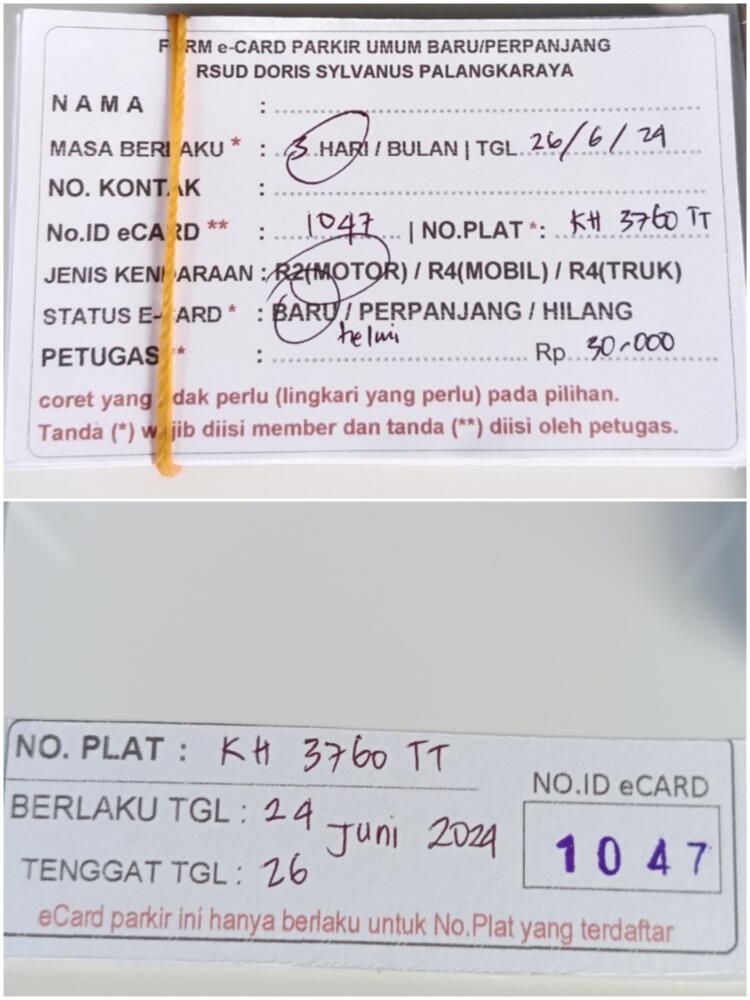 FORM e-CARD PARKIR UMUM BARU/PERPANJANG
RSUD DORIS SYLVANUS PALANGKARAYA
NAMA :
MASA BERLAKU * : 3 HARI / BULAN | TGL 26/6/24
NO. KONTAK :
No.ID eCARD ** : 1047 | NO.PLAT *: KH 3760 TT
JENIS KENDARAAN : R2(MOTOR) / R4(MOBIL) / R4(TRUK)
STATUS E-CARD * : BARU / PERPANJANG / HILANG
PETUGAS ** : helmi Rp. 30.000
coret yang tidak perlu (lingkari yang perlu) pada pilihan.
Tanda (*) wajib diisi member dan tanda (**) diisi oleh petugas.
NO. PLAT : KH 3760 TT
NO.ID eCARD
BERLAKU TGL : 24 Juni 2024
1047
TENGGAT TGL : 26
eCard parkir ini hanya berlaku untuk No.Plat yang terdaftar